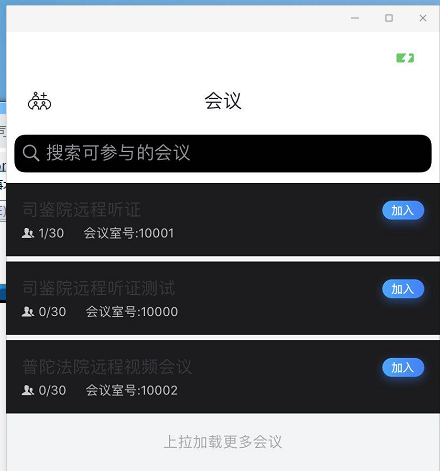 会议
搜索可参与的会议
司鉴院远程听证
加入
1/30 会议室号:10001
司鉴院远程听证测试
加入
0/30 会议室号:10000
普陀法院远程视频会议
加入
0/30 会议室号:10002
上拉加载更多会议